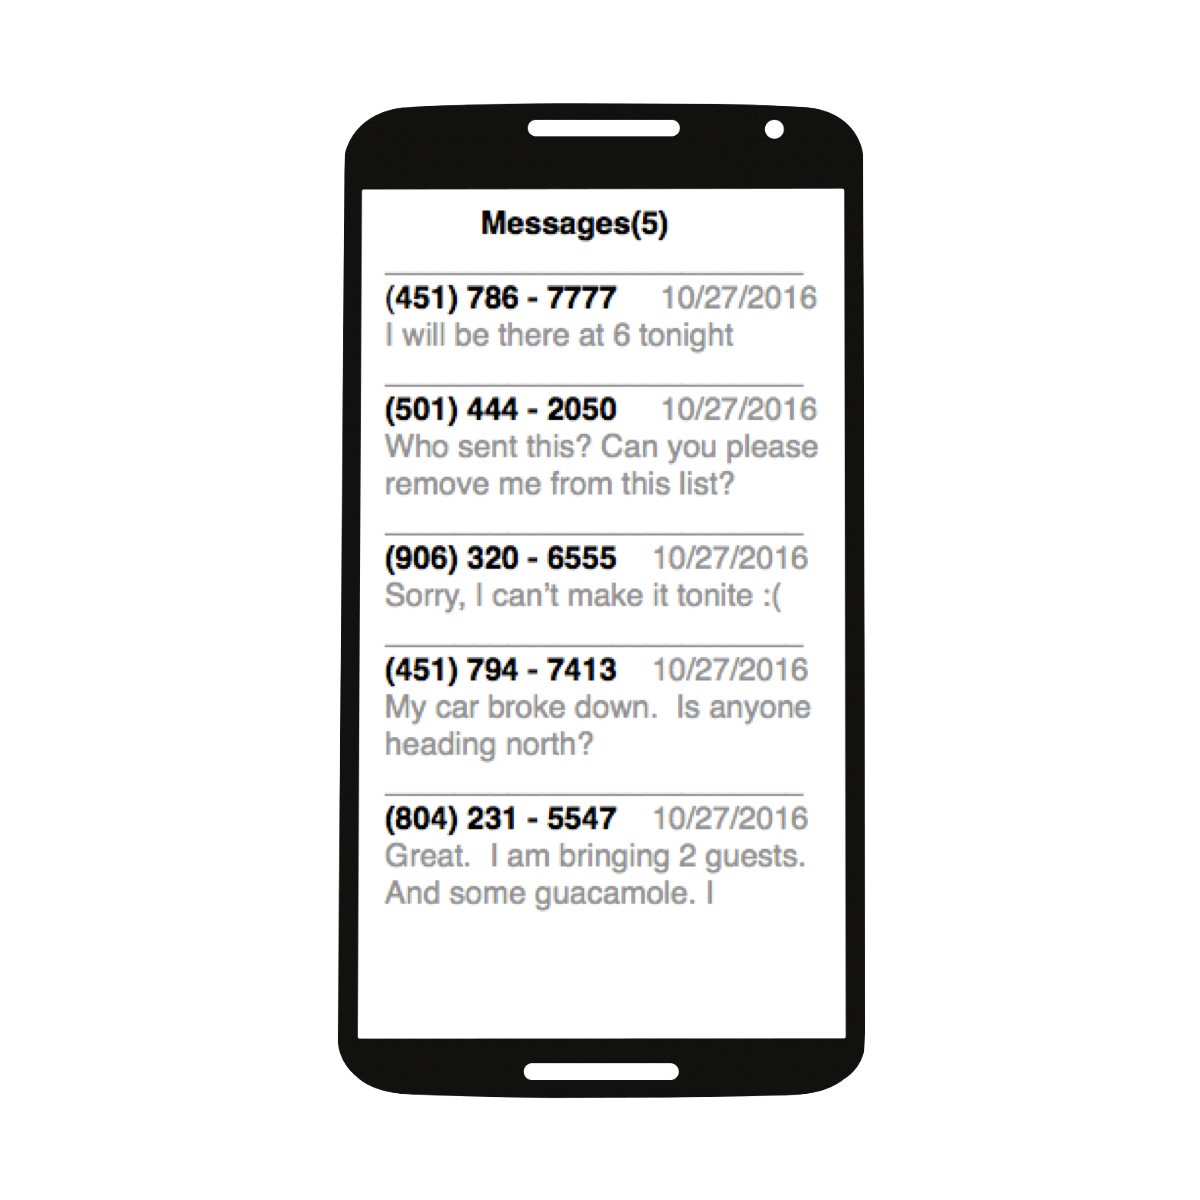 Messages(5)
(451) 786 - 7777 10/27/2016
I will be there at 6 tonight
(501) 444 - 2050 10/27/2016
Who sent this? Can you please
remove me from this list?
(906) 320 - 6555 10/27/2016
Sorry, I can’t make it tonite :(
(451) 794 - 7413 10/27/2016
My car broke down.  Is anyone
heading north?
(804) 231 - 5547 10/27/2016
Great.  I am bringing 2 guests.
And some guacamole. I